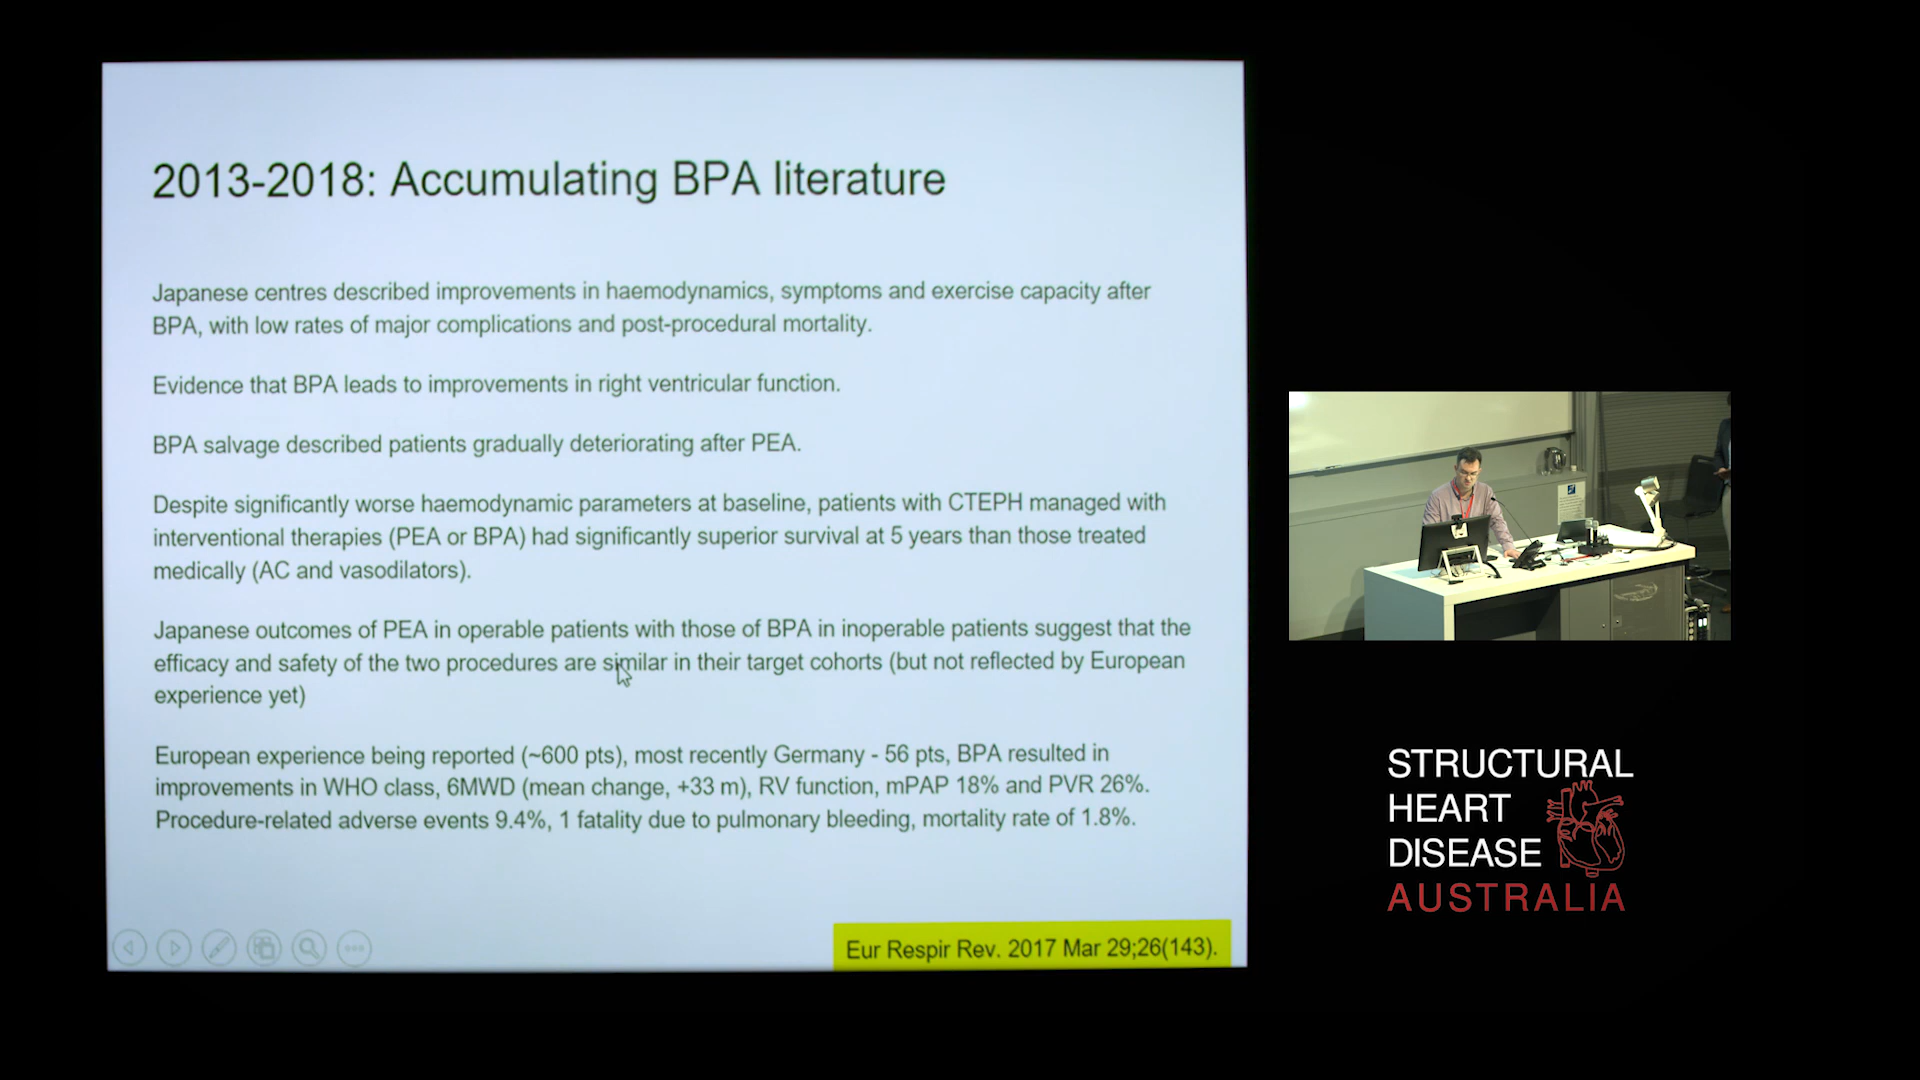 2013-2018: Accumulating BPA literature
Japanese centres described improvements in haemodynamics, symptoms and exercise capacity after
BPA, with low rates of major complications and post-procedural mortality.
Evidence that BPA leads to improvements in right ventricular function.
BPA salvage described patients gradually deteriorating after PEA.
Despite significantly worse haemodynamic parameters at baseline, patients with CTEPH managed with
interventional therapies (PEA or BPA) had significantly superior survival at 5 years than those treated
medically (AC and vasodilators).
Japanese outcomes of PEA in operable patients with those of BPA in inoperable patients suggest that the
efficacy and safety of the two procedures are similar in their target cohorts (but not reflected by European
experience yet)
European experience being reported (~600 pts), most recently Germany - 56 pts, BPA resulted in
improvements in WHO class, 6MWD (mean change, +33 m), RV function, mPAP 18% and PVR 26%.
Procedure-related adverse events 9.4%, 1 fatality due to pulmonary bleeding, mortality rate of 1.8%.
Eur Respir Rev. 2017 Mar 29;26(143).
STRUCTURAL
HEART
DISEASE
AUSTRALIA